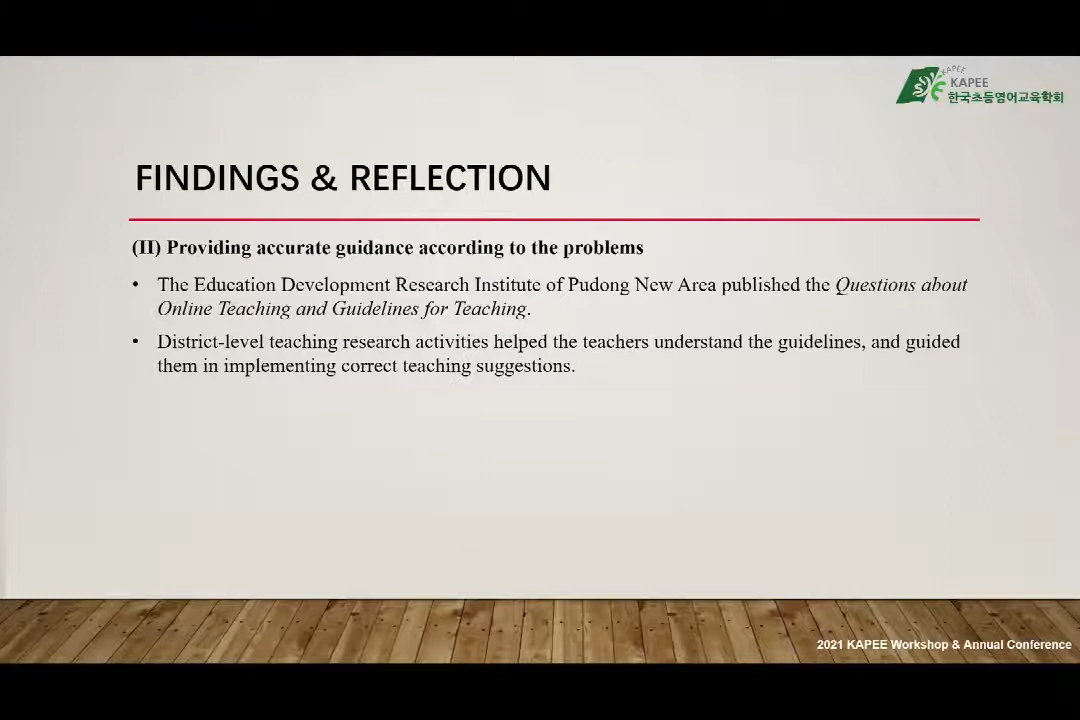 KAPEE
KAPEE
한국초등영어교육학회
FINDINGS & REFLECTION
(II) Providing accurate guidance according to the problems
• The Education Development Research Institute of Pudong New Area published the Questions about
Online Teaching and Guidelines for Teaching.
• District-level teaching research activities helped the teachers understand the guidelines, and guided
them in implementing correct teaching suggestions.
2021 KAPEE Workshop & Annual Conference